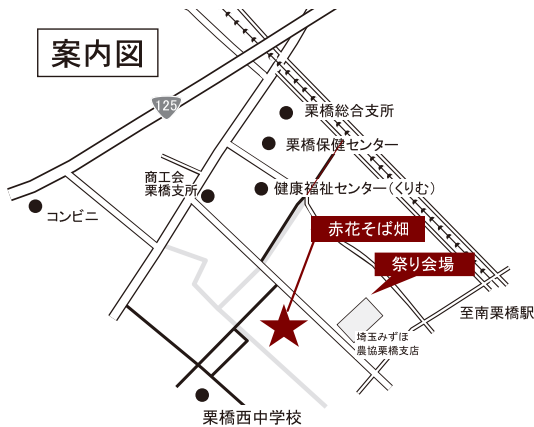 案内図
125
栗橋総合支所
栗橋保健センター
商工会
栗橋支所
健康福祉センター(くりむ)
コンビニ
赤花そば畑
祭り会場
至南栗橋駅
埼玉みずほ
農協栗橋支店
栗橋西中学校